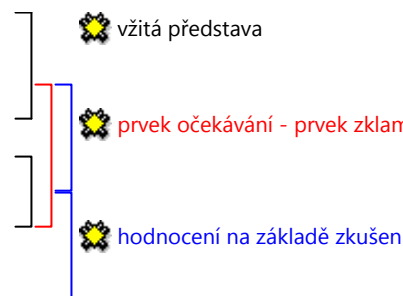 vžitá představa
prvek očekávání - prvek zklam
hodnocení na základě zkušen